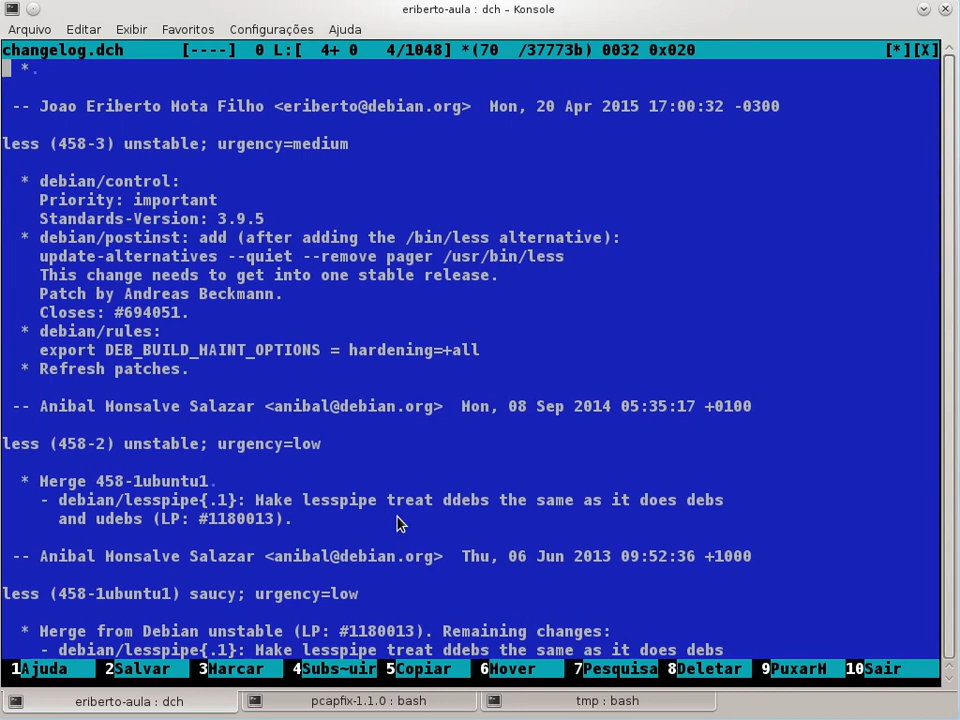 eriberto-aula : dch – Konsole
Arquivo Editar Exibir Favoritos Configurações Ajuda
changelog.dch [----] 0 L:[ 4+ 0 4/1048] *(70 /37773b) 0032 0x020 [*][X]
*.
-- Joao Eriberto Mota Filho <eriberto@debian.org> Mon, 20 Apr 2015 17:00:32 -0300
less (458-3) unstable; urgency=medium
* debian/control:
Priority: important
Standards-Version: 3.9.5
* debian/postinst: add (after adding the /bin/less alternative):
update-alternatives --quiet --remove pager /usr/bin/less
This change needs to get into one stable release.
Patch by Andreas Beckmann.
Closes: #694051.
* debian/rules:
export DEB_BUILD_MAINT_OPTIONS = hardening=+all
* Refresh patches.
-- Anibal Monsalve Salazar <anibal@debian.org> Mon, 08 Sep 2014 05:35:17 +0100
less (458-2) unstable; urgency=low
* Merge 458-1ubuntu1.
- debian/lesspipe{.1}: Make lesspipe treat ddebs the same as it does debs
and udebs (LP: #1180013).
-- Anibal Monsalve Salazar <anibal@debian.org> Thu, 06 Jun 2013 09:52:36 +1000
less (458-1ubuntu1) saucy; urgency=low
* Merge from Debian unstable (LP: #1180013). Remaining changes:
- debian/lesspipe{.1}: Make lesspipe treat ddebs the same as it does debs
1Ajuda 2Salvar 3Marcar 4Subs~uir 5Copiar 6Mover 7Pesquisa 8Deletar 9PuxarM 10Sair
eriberto-aula : dch pcapfix-1.1.0 : bash tmp : bash